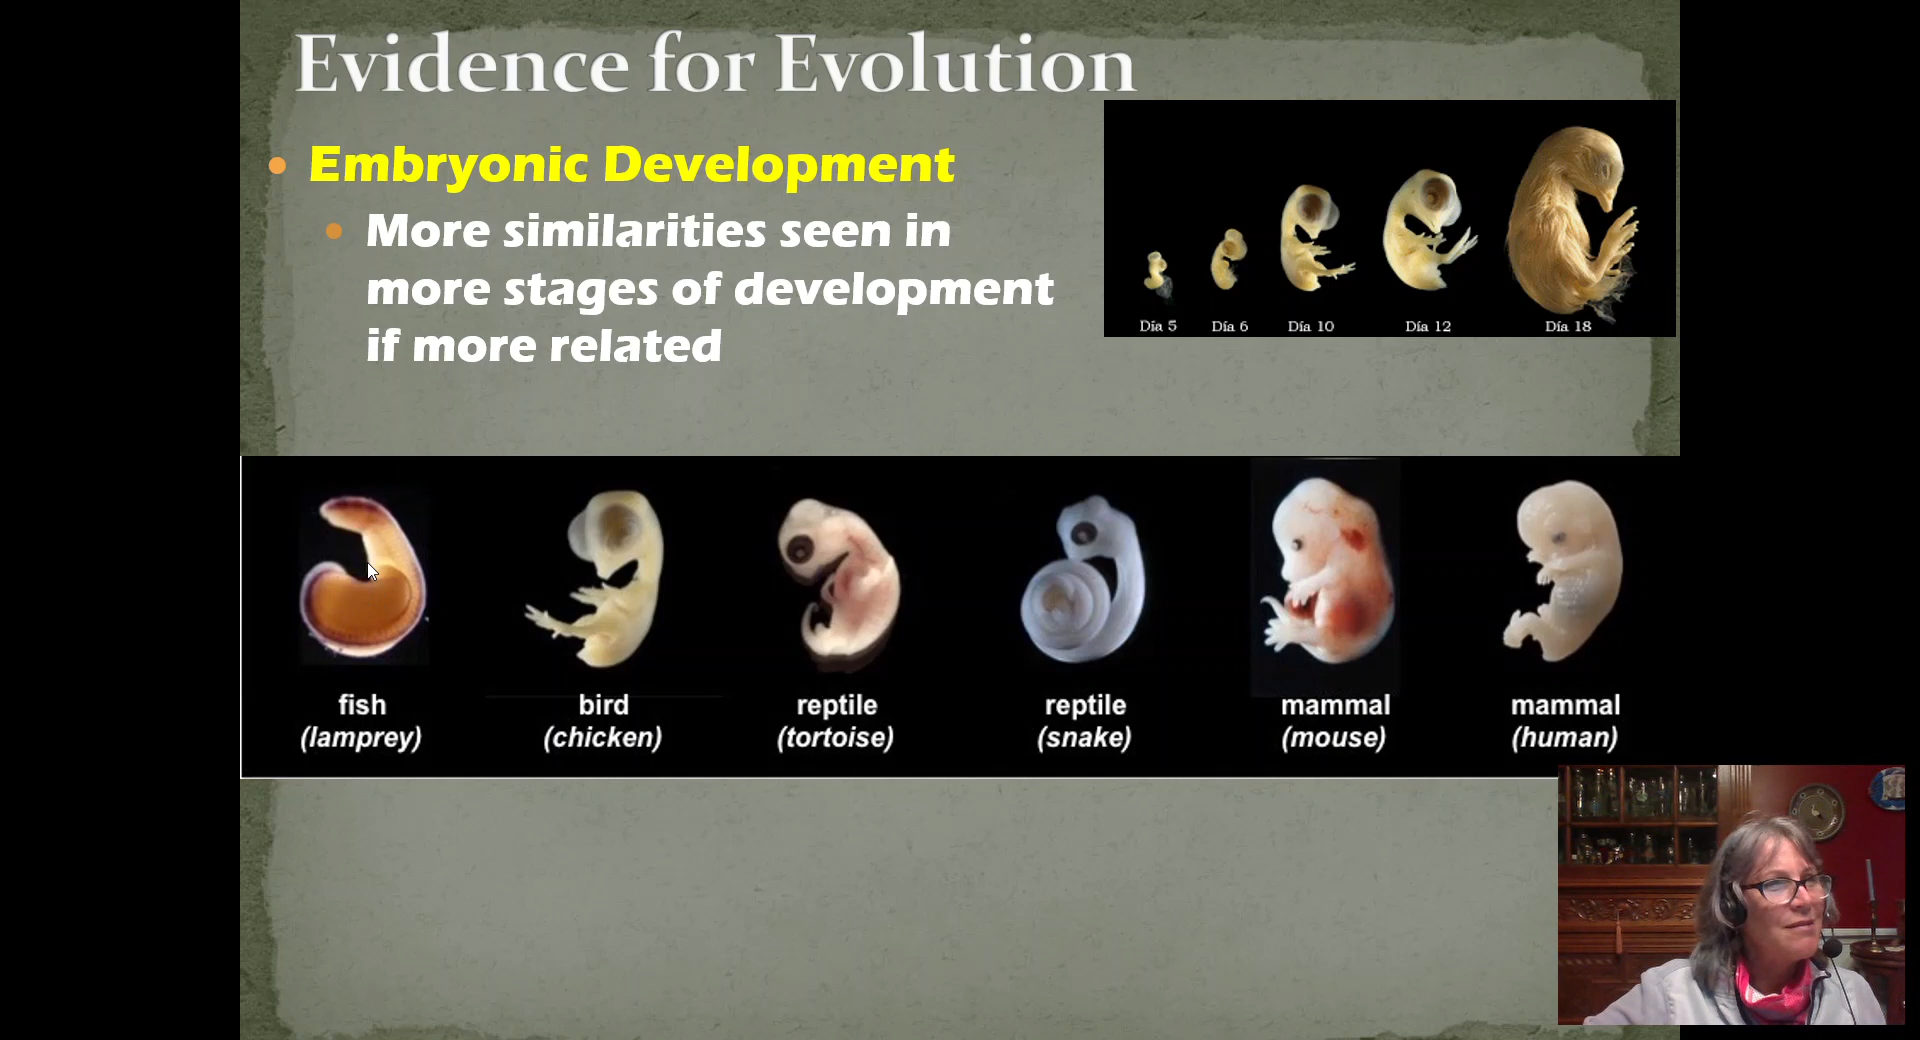 Evidence for Evolution
Embryonic Development
More similarities seen in
more stages of development
if more related
Día 5 Día 6 Día 10 Día 12 Día 18
fish bird reptile reptile mammal mammal
(lamprey) (chicken) (tortoise) (snake) (mouse) (human)